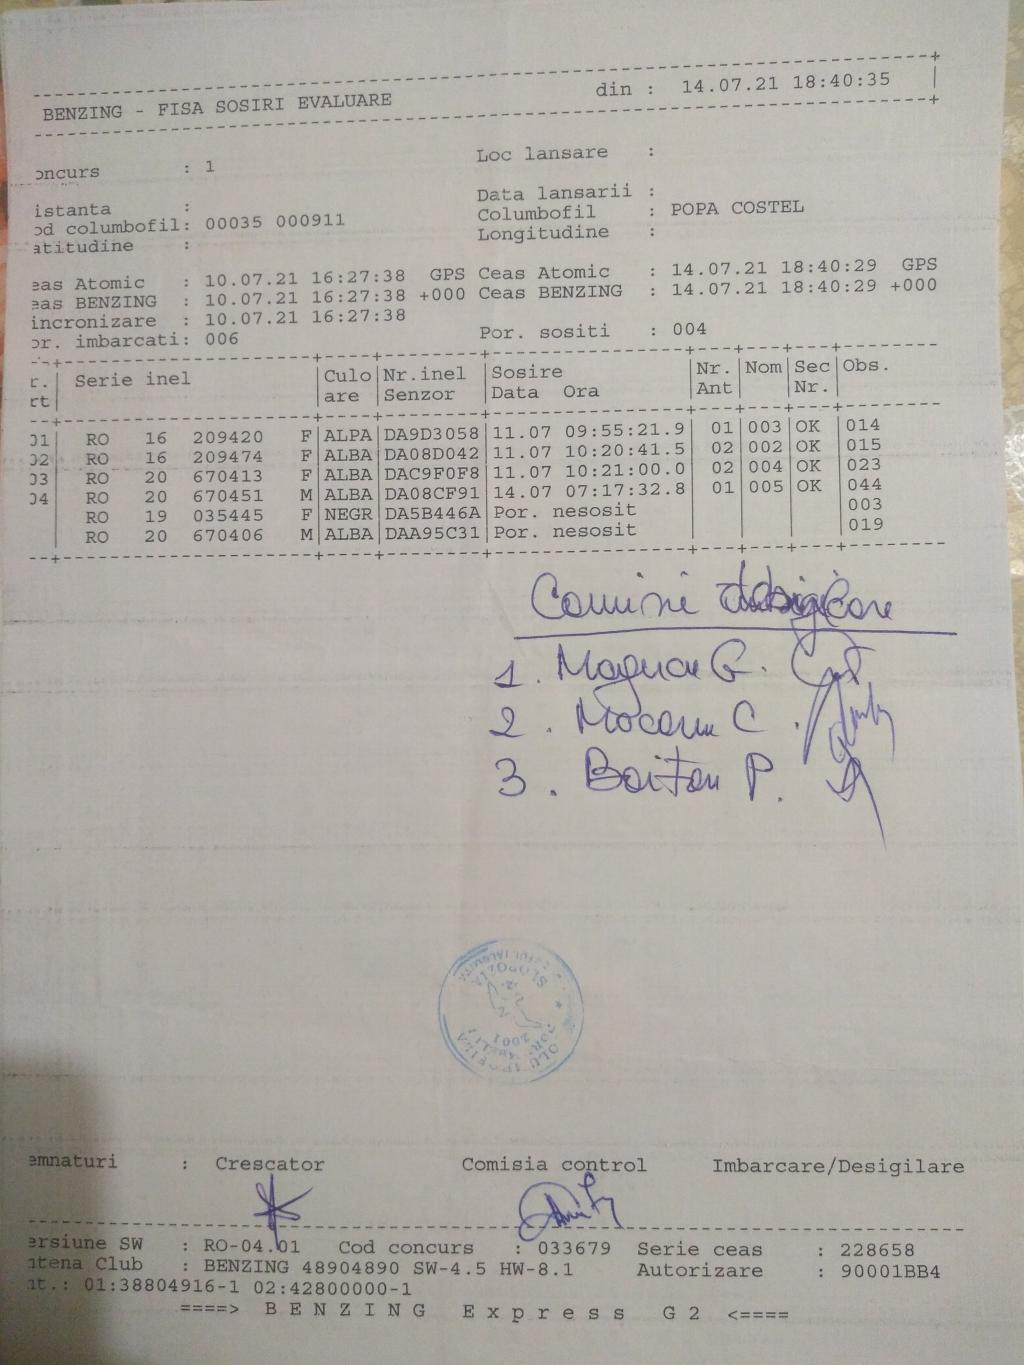 BENZING - FISA SOSIRI EVALUARE din : 14.07.21 18:40:35
oncurs : 1 Loc lansare :
istanta : Data lansarii :
od columbofil: 00035 000911 Columbofil : POPA COSTEL
atitudine : Longitudine :
eas Atomic : 10.07.21 16:27:38 GPS Ceas Atomic : 14.07.21 18:40:29 GPS
eas BENZING : 10.07.21 16:27:38 +000 Ceas BENZING : 14.07.21 18:40:29 +000
incronizare : 10.07.21 16:27:38
or. imbarcati: 006 Por. sositi : 004
r. Serie inel Culo Nr.inel Sosire Nr. Nom Sec Obs.
rt are Senzor Data Ora Ant Nr.
01 RO 16 209420 F ALPA DA9D3058 11.07 09:55:21.9 01 003 OK 014
02 RO 16 209474 F ALBA DA08D042 11.07 10:20:41.5 02 002 OK 015
03 RO 20 670413 F ALBA DAC9F0F8 11.07 10:21:00.0 02 004 OK 023
04 RO 20 670451 M ALBA DA08CF91 14.07 07:17:32.8 01 005 OK 044
RO 19 035445 F NEGR DA5B446A Por. nesosit 003
RO 20 670406 M ALBA DAA95C31 Por. nesosit 019
1. G.
2. Mocanu C.
3. Boitan P.
SLOBOZIA
2001
emnaturi : Crescator Comisia control Imbarcare/Desigilare
ersiune SW : RO-04.01 Cod concurs : 033679 Serie ceas : 228658
ntena Club : BENZING 48904890 SW-4.5 HW-8.1 Autorizare : 90001BB4
nt.: 01:38804916-1 02:42800000-1
====> BENZING Express G2 <====